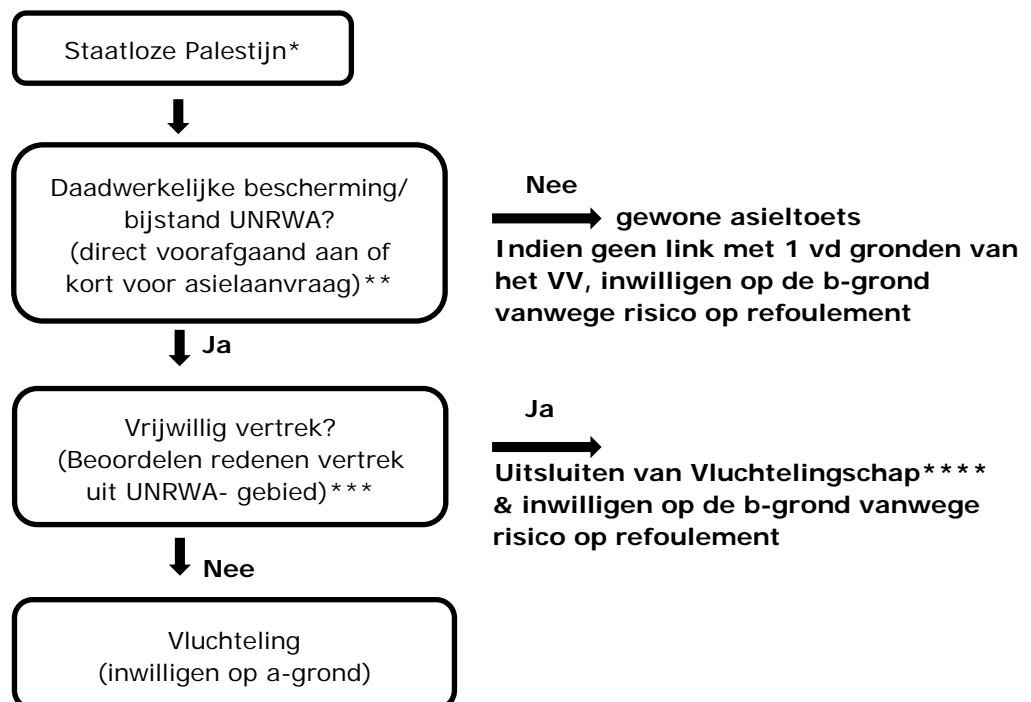 Staatloze Palestijn*
Daadwerkelijke bescherming/
bijstand UNRWA?
(direct voorafgaand aan of
kort voor asielaanvraag)**
Nee
gewone asieltoets
Indien geen link met 1 vd gronden van
het VV, inwilligen op de b-grond
vanwege risico op refoulement
Ja
Vrijwillig vertrek?
(Beoordelen redenen vertrek
uit UNRWA- gebied)***
Ja
Uitsluiten van Vluchtelingschap****
& inwilligen op de b-grond vanwege
risico op refoulement
Nee
Vluchteling
(inwilligen op a-grond)